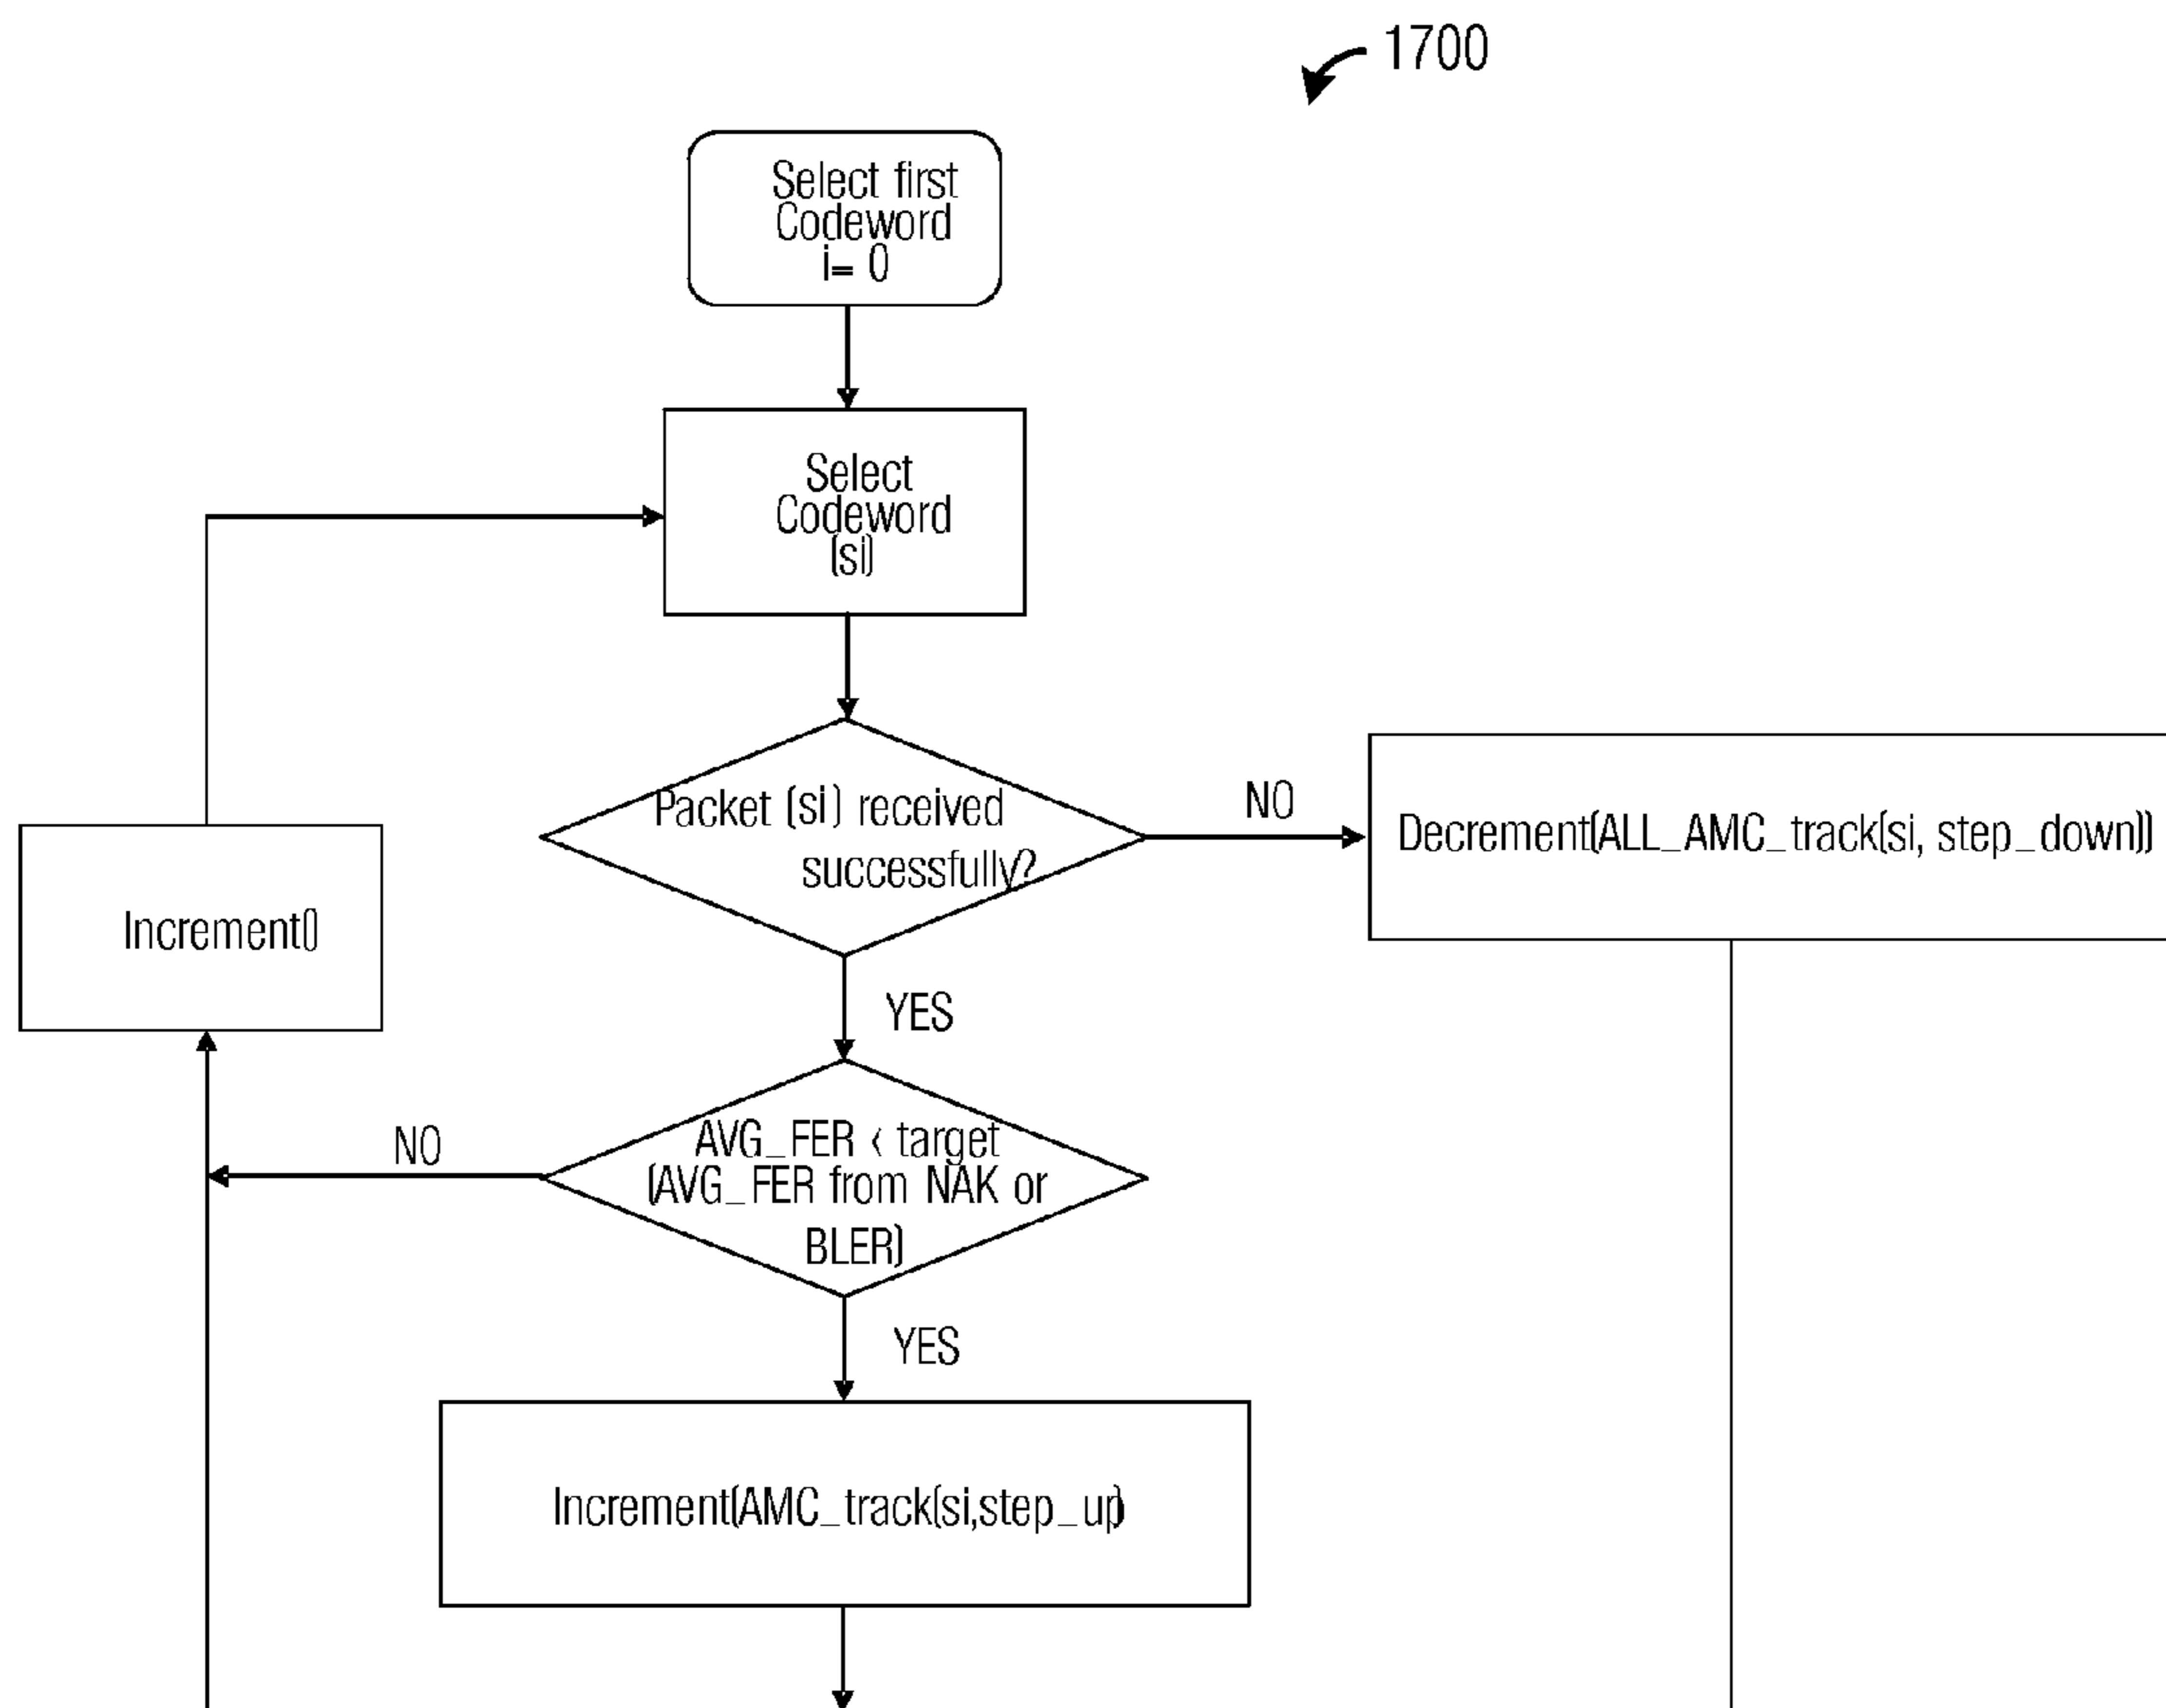 1700
Select first
Codeword
i= 0
Select
Codeword
(si)
Packet (si) received
successfully?
NO
Decrement(ALL_AMC_track(si, step_down))
Increment()
YES
AVG_FER < target
(AVG_FER from NAK or
BLER)
NO
YES
Increment(AMC_track(si,step_up)